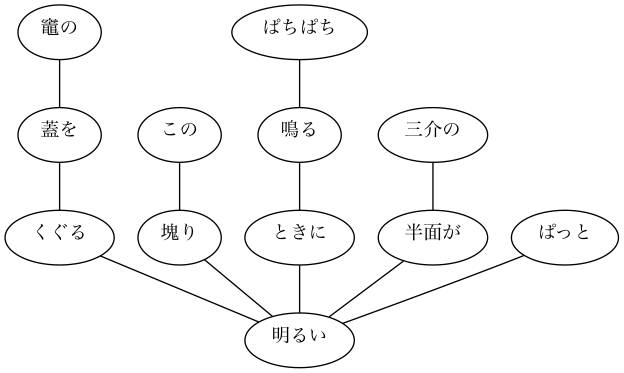 竈の
ぱちぱち
蓋を
この
鳴る
三介の
くぐる
塊り
ときに
半面が
ぱっと
明るい